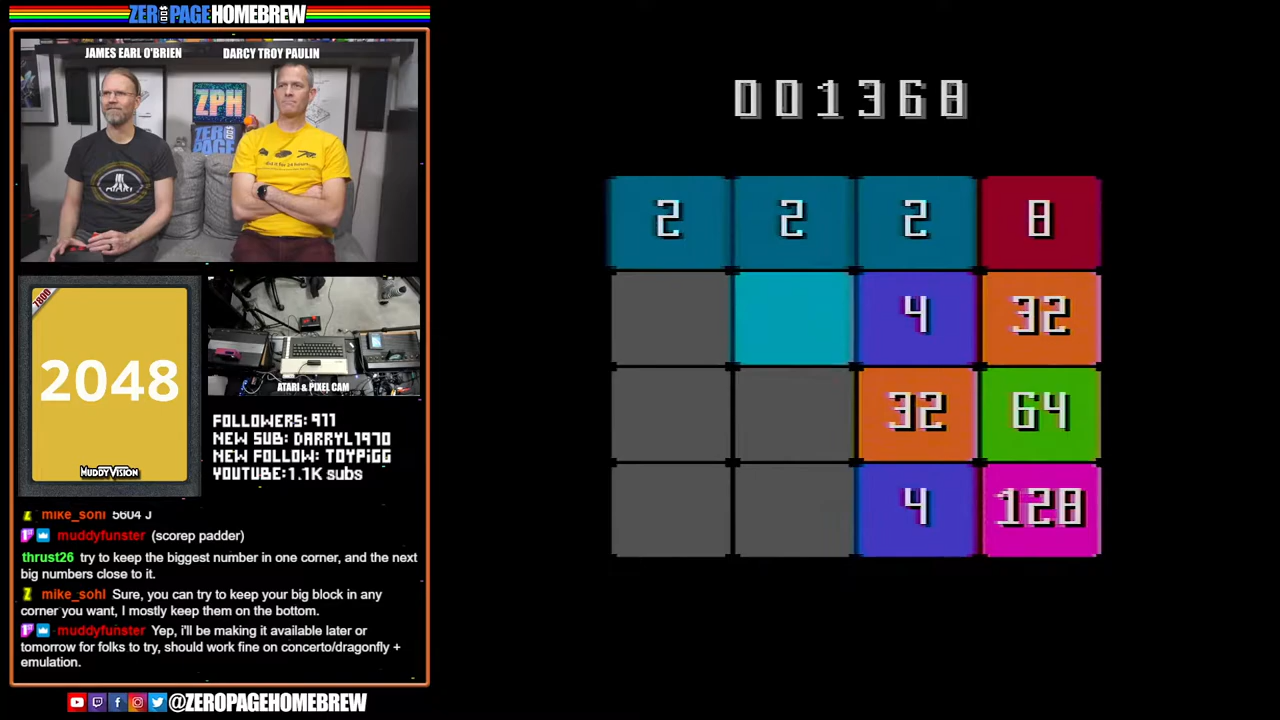 ZEROPAGE HOMEBREW
JAMES EARL O'BRIEN
DARCY TROY PAULIN
ZPH
ZERO
PAGE
ATARI
7800
2048
MUDDYVISION
ATARI & PIXEL CAM
FOLLOWERS: 911
NEW SUB: DARRYL1970
NEW FOLLOW: TOYPIGG
YOUTUBE: 1.1K subs
mike_sohl 5604 J
muddyfunster (scorep padder)
thrust26 try to keep the biggest number in one corner, and the next
big numbers close to it.
mike_sohl Sure, you can try to keep your big block in any
corner you want, I mostly keep them on the bottom.
muddyfunster Yep, i'll be making it available later or
tomorrow for folks to try, should work fine on concerto/dragonfly +
emulation.
@ZEROPAGEHOMEBREW
001368
2 2 2 8
4 32
32 64
4 128